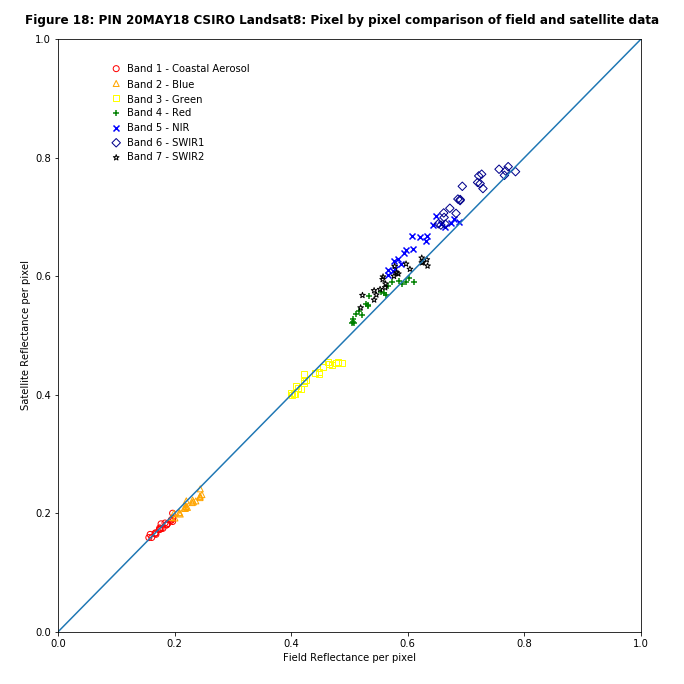 Figure 18: PIN 20MAY18 CSIRO Landsat8: Pixel by pixel comparison of field and satellite data
1.0
Band 1 - Coastal Aerosol
Band 2 - Blue
Band 3 - Green
Band 4 - Red
Band 5 - NIR
Band 6 - SWIR1
Band 7 - SWIR2
0.8
0.6
0.4
0.2
0.0
Satellite Reflectance per pixel
0.0 0.2 0.4 0.6 0.8 1.0
Field Reflectance per pixel